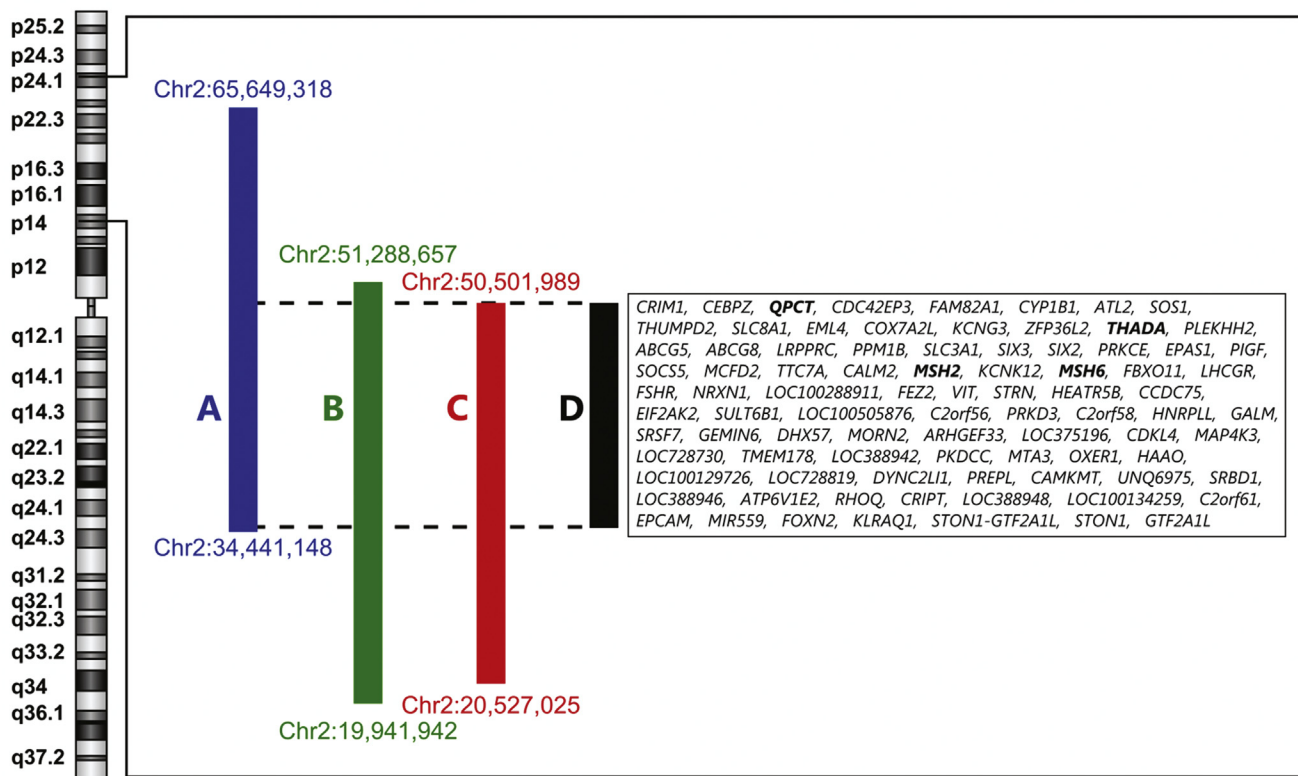 p25.2
p24.3
p24.1
p22.3
p16.3
p16.1
p14
p12
q12.1
q14.1
q14.3
q22.1
q23.2
q24.1
q24.3
q31.2
q32.1
q32.3
q33.2
q34
q36.1
q37.2
Chr2:65,649,318
A
Chr2:34,441,148
Chr2:51,288,657
B
Chr2:19,941,942
Chr2:50,501,989
C
Chr2:20,527,025
D
CRIM1, CEBPZ, QPCT, CDC42EP3, FAM82A1, CYP1B1, ATL2, SOS1,
THUMPD2, SLC8A1, EML4, COX7A2L, KCNG3, ZFP36L2, THADA, PLEKHH2,
ABCG5, ABCG8, LRPPRC, PPM1B, SLC3A1, SIX3, SIX2, PRKCE, EPAS1, PIGF,
SOCS5, MCFD2, TTC7A, CALM2, MSH2, KCNK12, MSH6, FBXO11, LHCGR,
FSHR, NRXN1, LOC100288911, FEZ2, VIT, STRN, HEATR5B, CCDC75,
EIF2AK2, SULT6B1, LOC100505876, C2orf56, PRKD3, C2orf58, HNRPLL, GALM,
SRSF7, GEMIN6, DHX57, MORN2, ARHGEF33, LOC375196, CDKL4, MAP4K3,
LOC728730, TMEM178, LOC388942, PKDCC, MTA3, OXER1, HAAO,
LOC100129726, LOC728819, DYNC2LI1, PREPL, CAMKMT, UNQ6975, SRBD1,
LOC388946, ATP6V1E2, RHOQ, CRIPT, LOC388948, LOC100134259, C2orf61,
EPCAM, MIR559, FOXN2, KLRAQ1, STON1-GTF2A1L, STON1, GTF2A1L